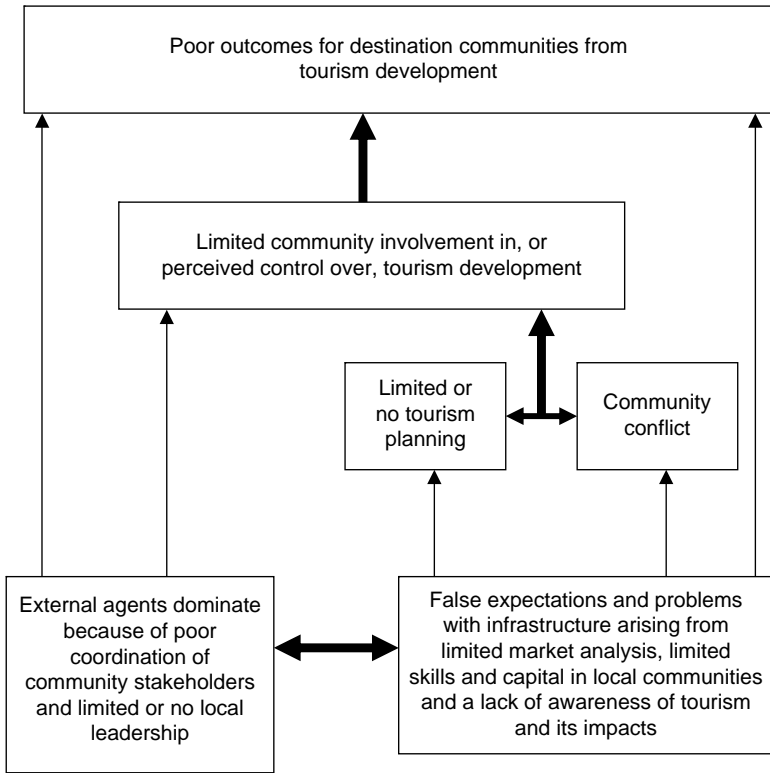 Poor outcomes for destination communities from
tourism development
Limited community involvement in, or
perceived control over, tourism development
Limited or
no tourism
planning
Community
conflict
External agents dominate
because of poor
coordination of
community stakeholders
and limited or no local
leadership
False expectations and problems
with infrastructure arising from
limited market analysis, limited
skills and capital in local communities
and a lack of awareness of tourism
and its impacts